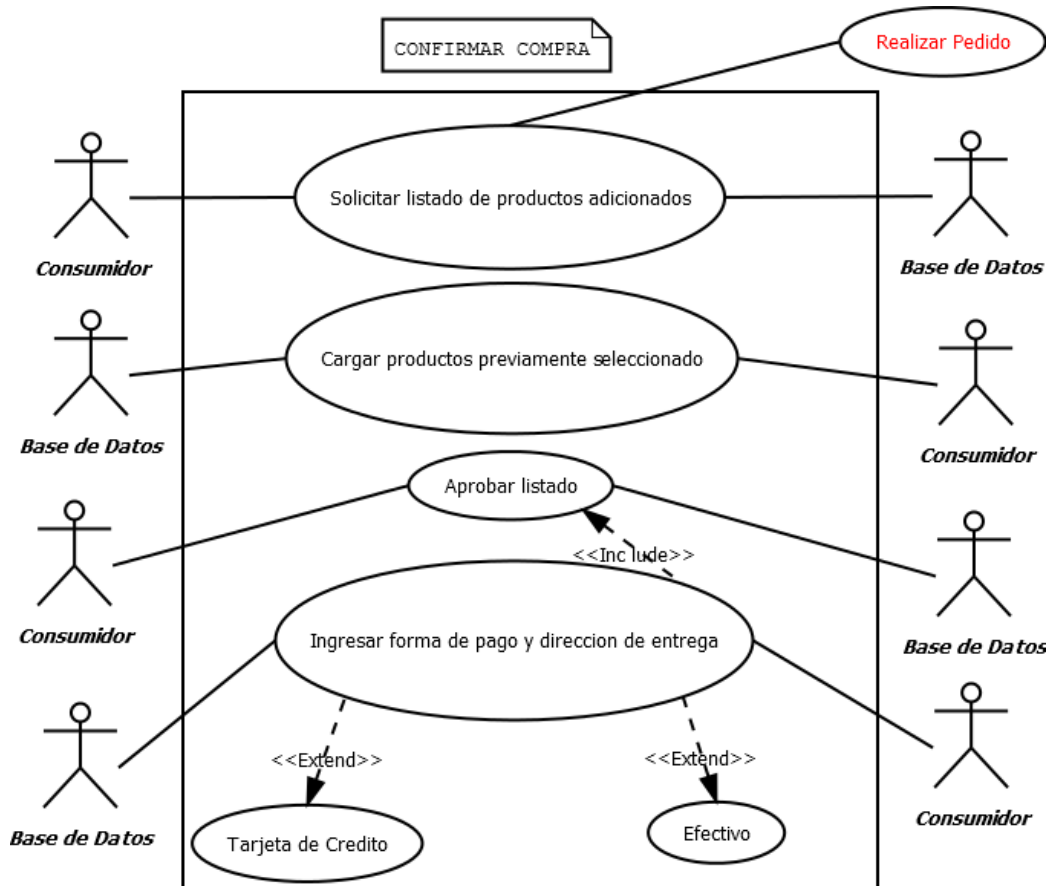 Realizar Pedido
CONFIRMAR COMPRA
Solicitar listado de productos adicionados
Consumidor
Base de Datos
Cargar productos previamente seleccionado
Base de Datos
Consumidor
Aprobar listado
<<Inc lude>>
Consumidor
Base de Datos
Ingresar forma de pago y direccion de entrega
<<Extend>>
<<Extend>>
Base de Datos
Consumidor
Tarjeta de Credito
Efectivo